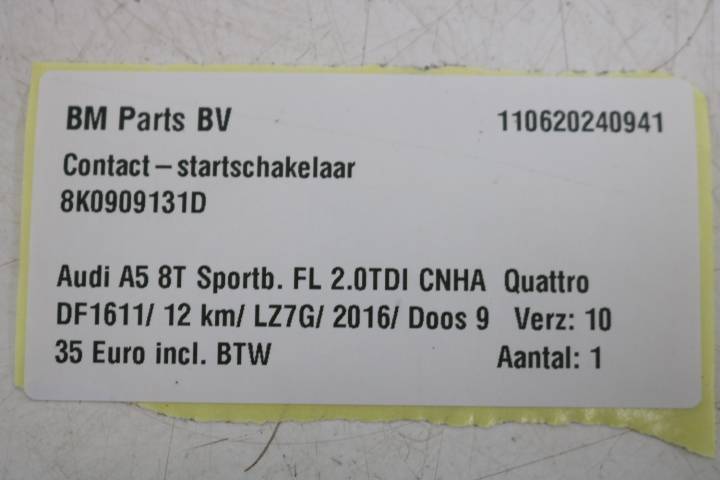 BM Parts BV 110620240941
Contact – startschakelaar
8K0909131D
Audi A5 8T Sportb. FL 2.0TDI CNHA Quattro
DF1611/ 12 km/ LZ7G/ 2016/ Doos 9 Verz: 10
35 Euro incl. BTW Aantal: 1